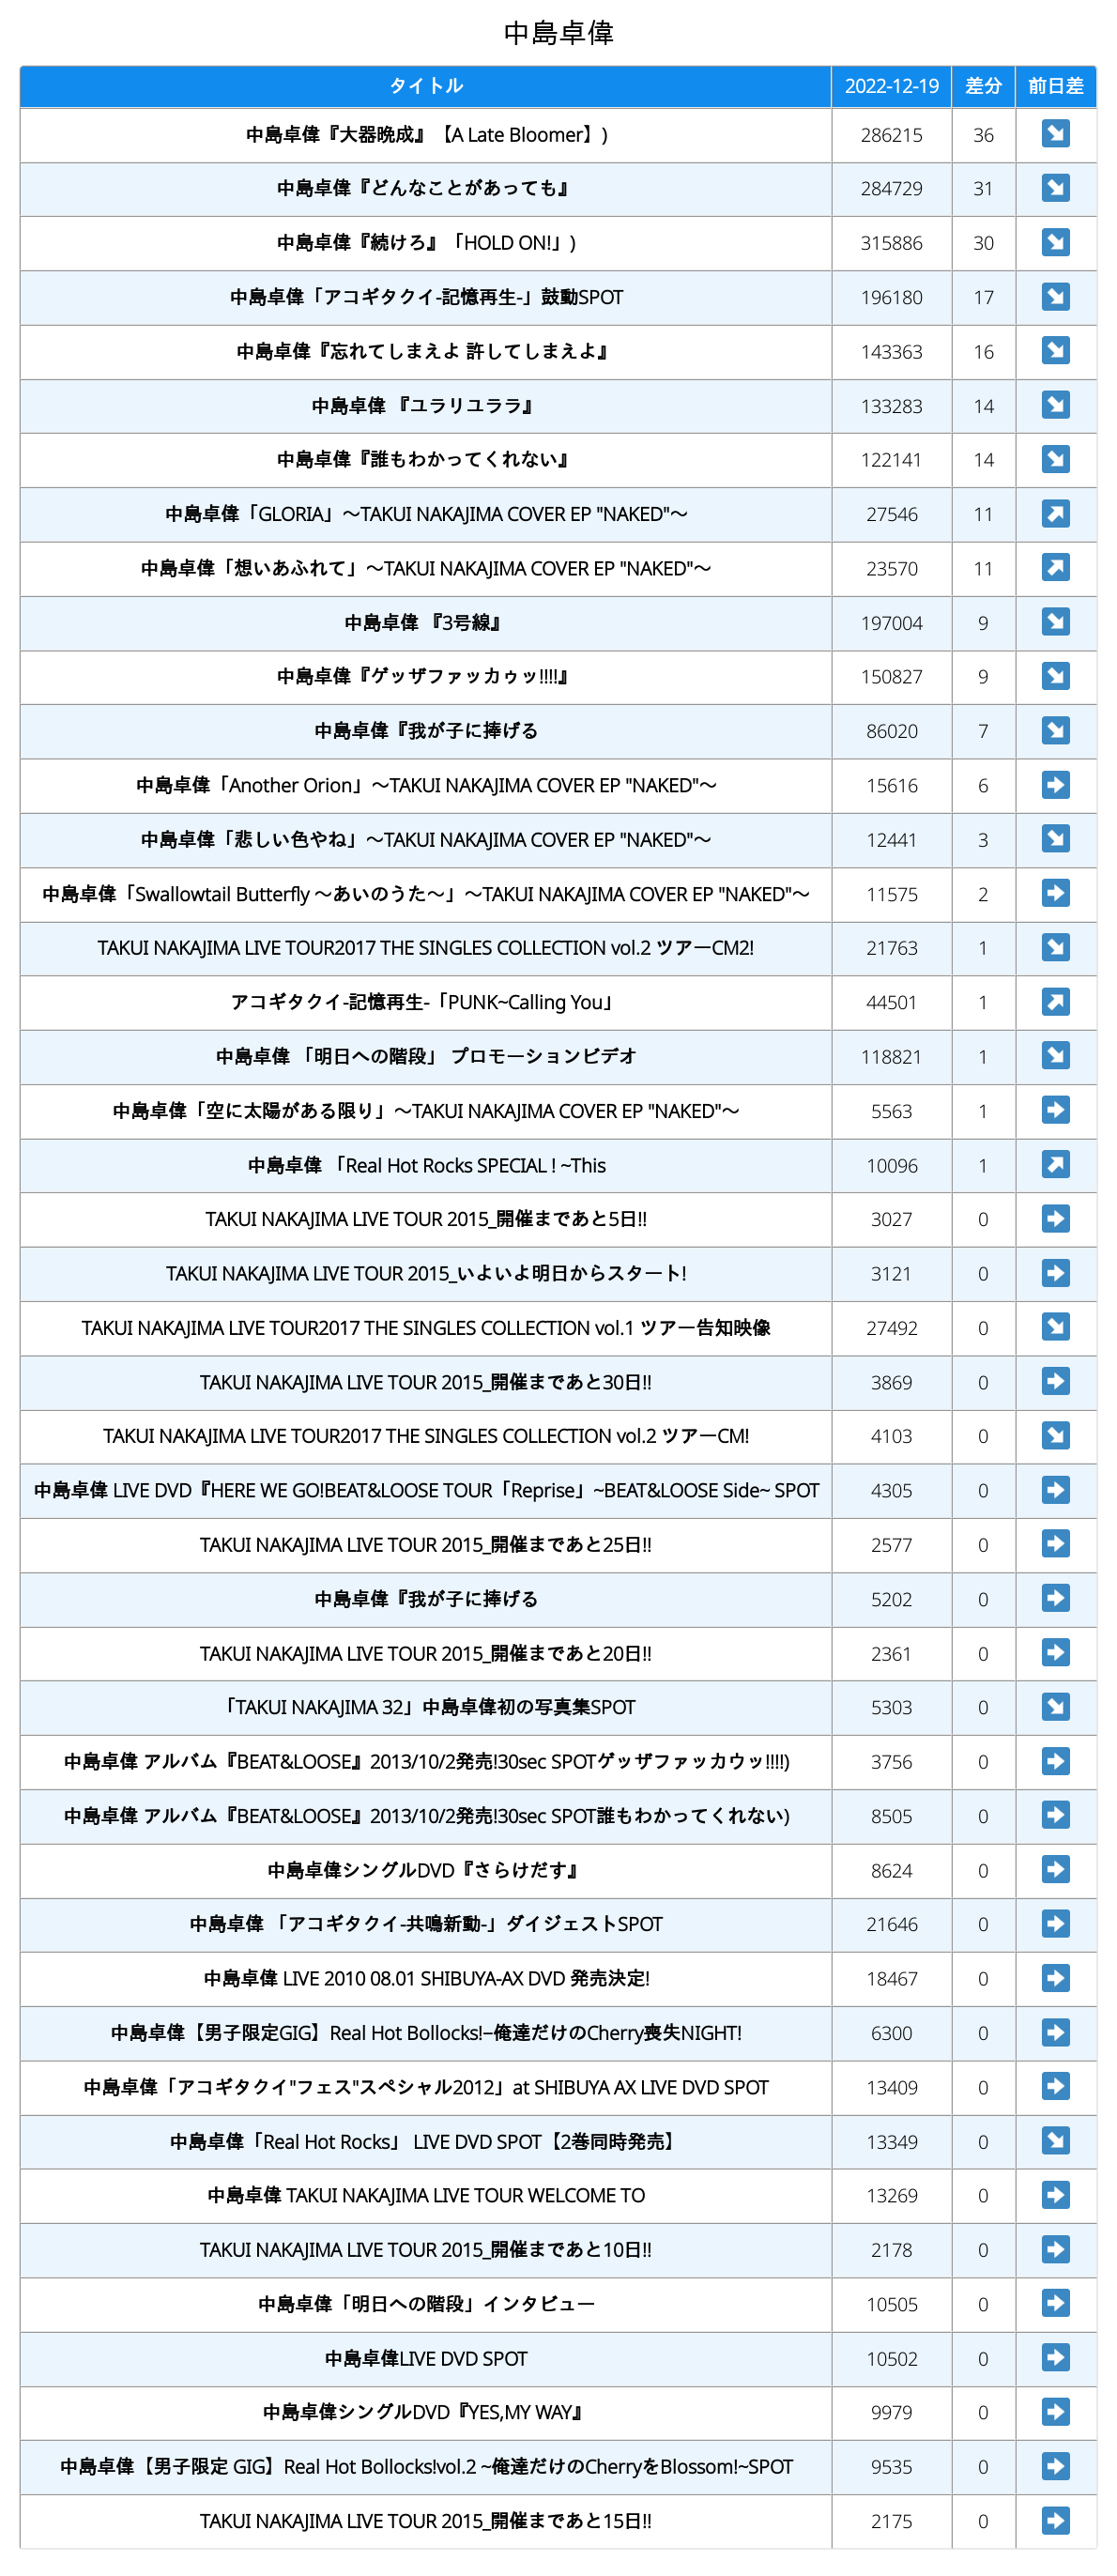 中島卓偉
タイトル 2022-12-19 差分 前日差
中島卓偉『大器晩成』【A Late Bloomer】) 286215 36 ↘
中島卓偉『どんなことがあっても』 284729 31 ↘
中島卓偉『続けろ』「HOLD ON!」) 315886 30 ↘
中島卓偉「アコギタクイ-記憶再生-」鼓動SPOT 196180 17 ↘
中島卓偉『忘れてしまえよ 許してしまえよ』 143363 16 ↘
中島卓偉 『ユラリユララ』 133283 14 ↘
中島卓偉『誰もわかってくれない』 122141 14 ↘
中島卓偉「GLORIA」〜TAKUI NAKAJIMA COVER EP "NAKED"〜 27546 11 ↗
中島卓偉「想いあふれて」〜TAKUI NAKAJIMA COVER EP "NAKED"〜 23570 11 ↗
中島卓偉 『3号線』 197004 9 ↘
中島卓偉『ゲッザファッカゥッ!!!!』 150827 9 ↘
中島卓偉『我が子に捧げる 86020 7 ↘
中島卓偉「Another Orion」〜TAKUI NAKAJIMA COVER EP "NAKED"〜 15616 6 ➡
中島卓偉「悲しい色やね」〜TAKUI NAKAJIMA COVER EP "NAKED"〜 12441 3 ↘
中島卓偉「Swallowtail Butterfly 〜あいのうた〜」〜TAKUI NAKAJIMA COVER EP "NAKED"〜 11575 2 ➡
TAKUI NAKAJIMA LIVE TOUR2017 THE SINGLES COLLECTION vol.2 ツアーCM2! 21763 1 ↘
アコギタクイ-記憶再生-「PUNK~Calling You」 44501 1 ↗
中島卓偉 「明日への階段」 プロモーションビデオ 118821 1 ↘
中島卓偉「空に太陽がある限り」〜TAKUI NAKAJIMA COVER EP "NAKED"〜 5563 1 ➡
中島卓偉 「Real Hot Rocks SPECIAL ! ~This 10096 1 ↗
TAKUI NAKAJIMA LIVE TOUR 2015_開催まであと5日!! 3027 0 ➡
TAKUI NAKAJIMA LIVE TOUR 2015_いよいよ明日からスタート! 3121 0 ➡
TAKUI NAKAJIMA LIVE TOUR2017 THE SINGLES COLLECTION vol.1 ツアー告知映像 27492 0 ↘
TAKUI NAKAJIMA LIVE TOUR 2015_開催まであと30日!! 3869 0 ➡
TAKUI NAKAJIMA LIVE TOUR2017 THE SINGLES COLLECTION vol.2 ツアーCM! 4103 0 ↘
中島卓偉 LIVE DVD『HERE WE GO!BEAT&LOOSE TOUR「Reprise」~BEAT&LOOSE Side~ SPOT 4305 0 ➡
TAKUI NAKAJIMA LIVE TOUR 2015_開催まであと25日!! 2577 0 ➡
中島卓偉『我が子に捧げる 5202 0 ➡
TAKUI NAKAJIMA LIVE TOUR 2015_開催まであと20日!! 2361 0 ➡
「TAKUI NAKAJIMA 32」中島卓偉初の写真集SPOT 5303 0 ↘
中島卓偉 アルバム『BEAT&LOOSE』2013/10/2発売!30sec SPOTゲッザファッカウッ!!!!) 3756 0 ➡
中島卓偉 アルバム『BEAT&LOOSE』2013/10/2発売!30sec SPOT誰もわかってくれない) 8505 0 ➡
中島卓偉シングルDVD『さらけだす』 8624 0 ➡
中島卓偉 「アコギタクイ-共鳴新動-」ダイジェストSPOT 21646 0 ➡
中島卓偉 LIVE 2010 08.01 SHIBUYA-AX DVD 発売決定! 18467 0 ➡
中島卓偉【男子限定GIG】Real Hot Bollocks!−俺達だけのCherry喪失NIGHT! 6300 0 ➡
中島卓偉「アコギタクイ"フェス"スペシャル2012」at SHIBUYA AX LIVE DVD SPOT 13409 0 ➡
中島卓偉「Real Hot Rocks」 LIVE DVD SPOT【2巻同時発売】 13349 0 ↘
中島卓偉 TAKUI NAKAJIMA LIVE TOUR WELCOME TO 13269 0 ➡
TAKUI NAKAJIMA LIVE TOUR 2015_開催まであと10日!! 2178 0 ➡
中島卓偉「明日への階段」インタビュー 10505 0 ➡
中島卓偉LIVE DVD SPOT 10502 0 ➡
中島卓偉シングルDVD『YES,MY WAY』 9979 0 ➡
中島卓偉【男子限定 GIG】Real Hot Bollocks!vol.2 ~俺達だけのCherryをBlossom!~SPOT 9535 0 ➡
TAKUI NAKAJIMA LIVE TOUR 2015_開催まであと15日!! 2175 0 ➡